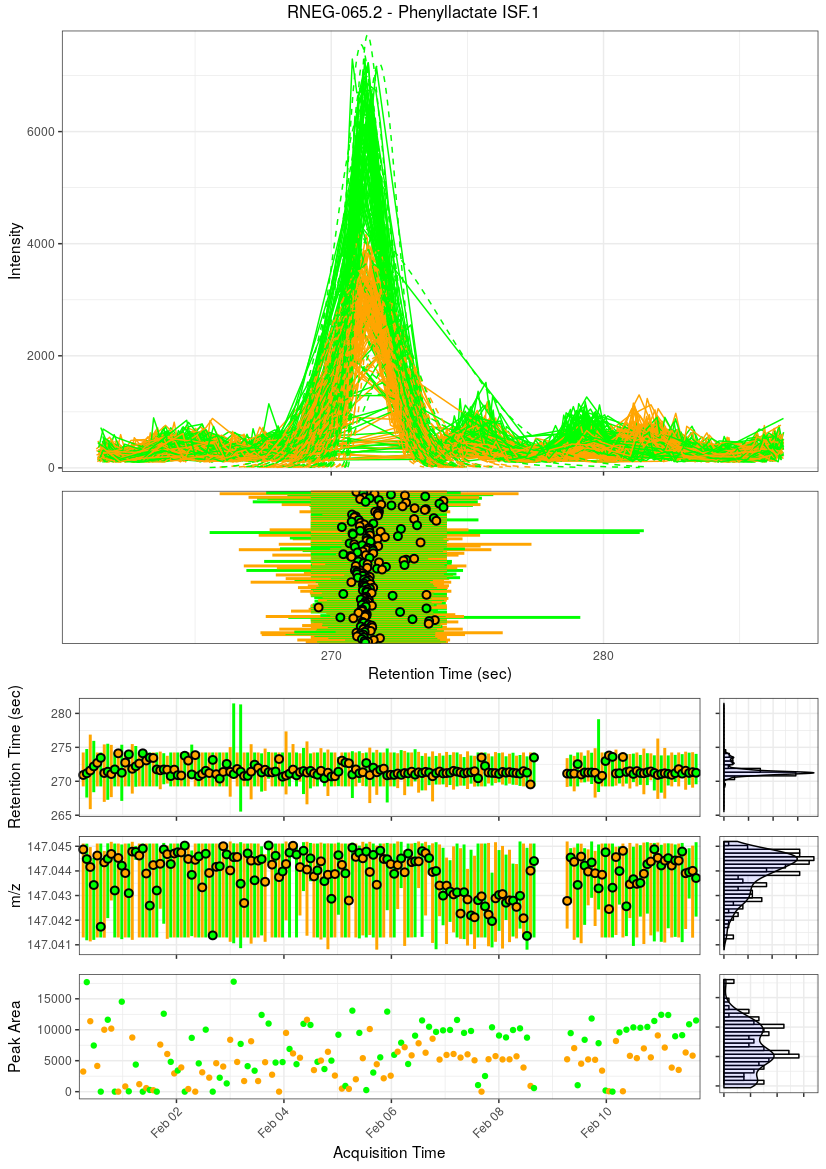 RNEG-065.2 - Phenyllactate ISF.1
6000
4000
2000
0
Intensity
270
280
Retention Time (sec)
280
275
270
265
Retention Time (sec)
147.045
147.044
147.043
147.042
147.041
m/z
15000
10000
5000
0
Peak Area
Feb 02
Feb 04
Feb 06
Feb 08
Feb 10
Acquisition Time